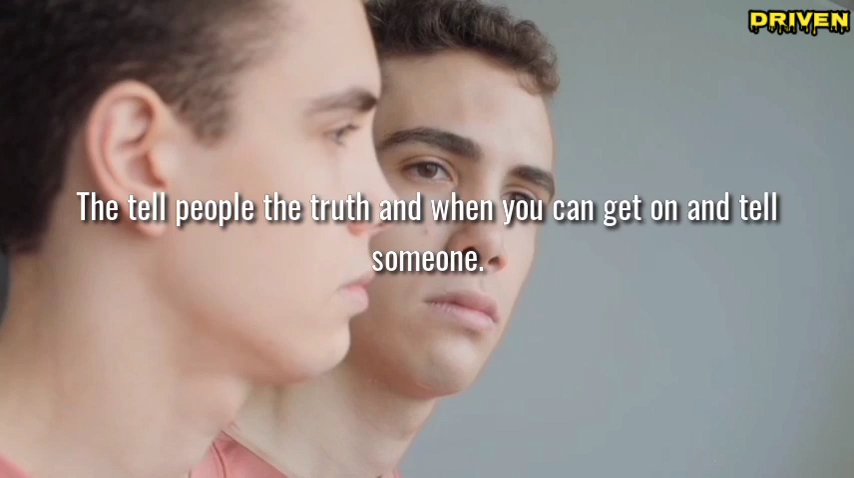 DRIVEN
The tell people the truth and when you can get on and tell
someone.